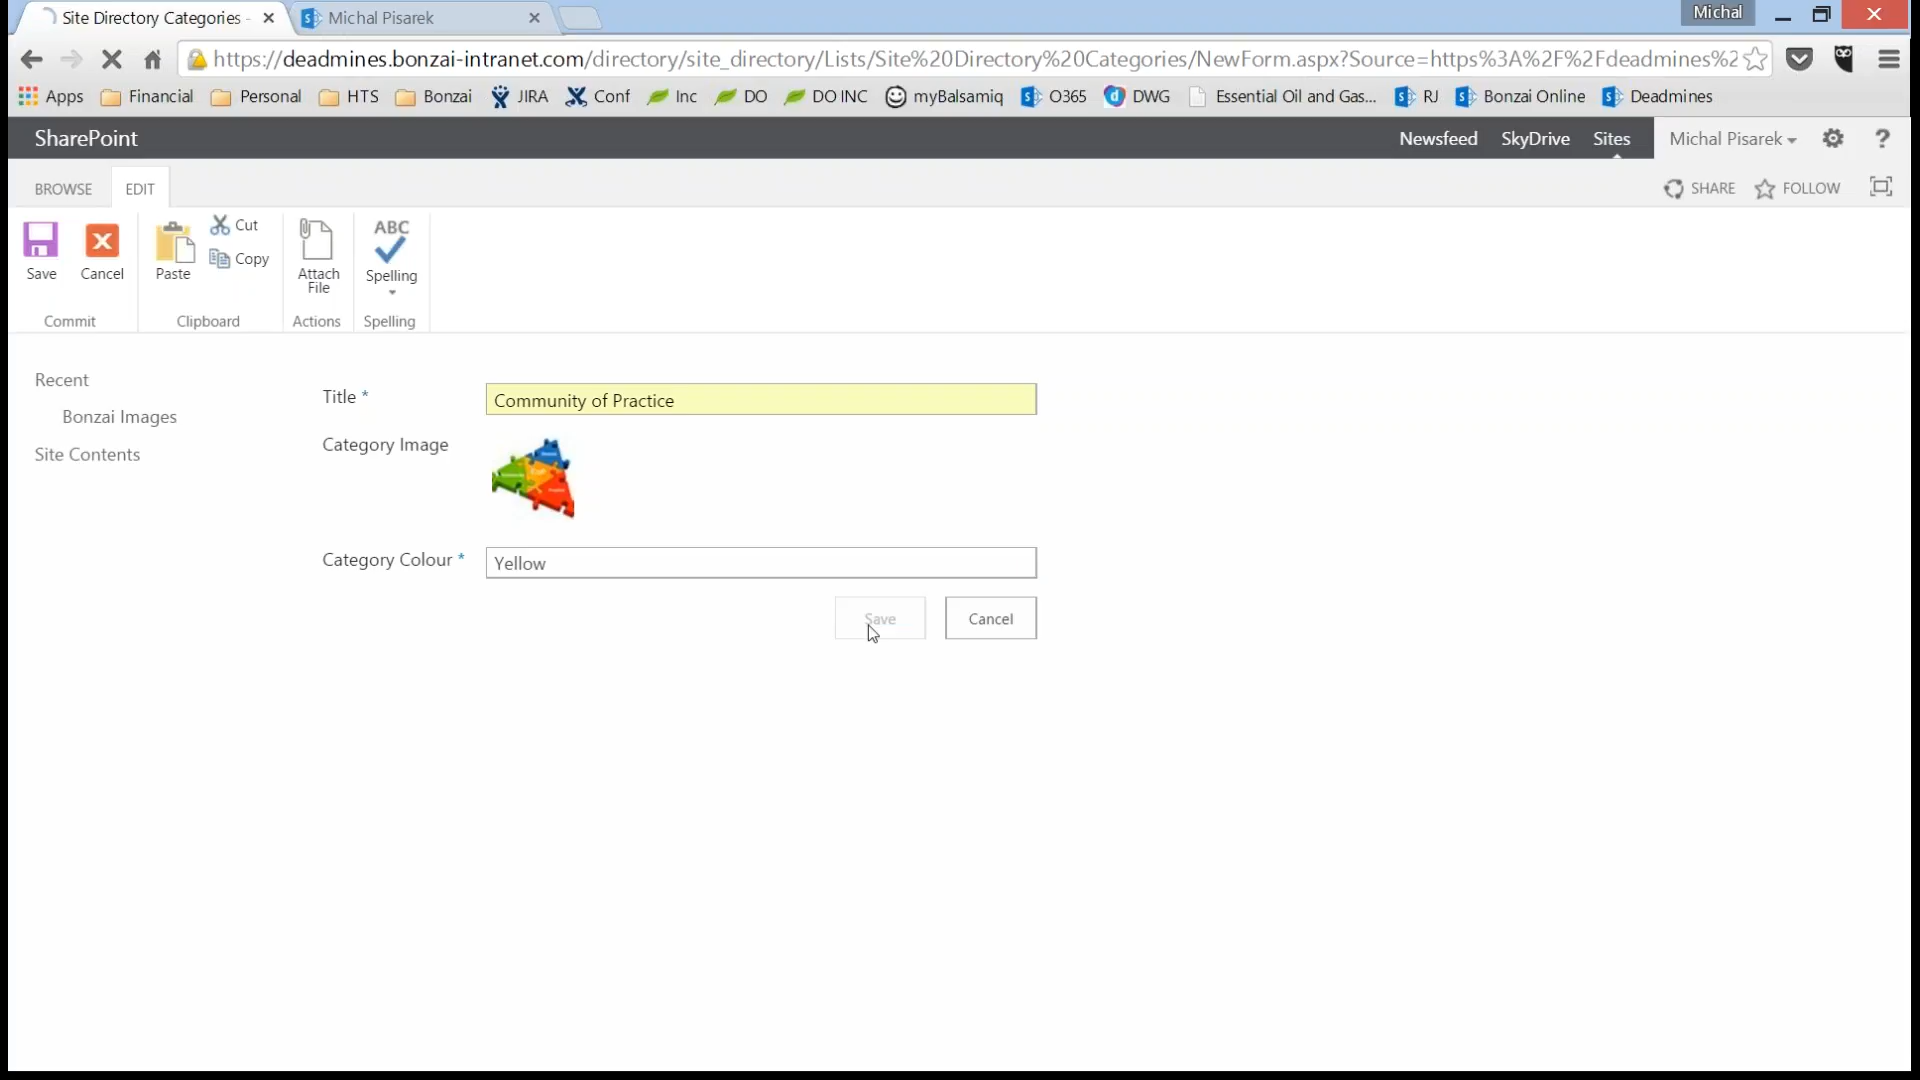 Site Directory Categories -
Michal Pisarek
Michal
https://deadmines.bonzai-intranet.com/directory/site_directory/Lists/Site%20Directory%20Categories/NewForm.aspx?Source=https%3A%2F%2Fdeadmines%2
Apps Financial Personal HTS Bonzai JIRA Conf Inc DO DO INC myBalsamiq O365 DWG Essential Oil and Gas... RJ Bonzai Online Deadmines
SharePoint
Newsfeed SkyDrive Sites Michal Pisarek ?
BROWSE EDIT
SHARE FOLLOW
Save Cancel Paste Cut Copy Attach File ABC Spelling
Commit Clipboard Actions Spelling
Recent
Bonzai Images
Site Contents
Title * Community of Practice
Category Image
Category Colour * Yellow
Save Cancel